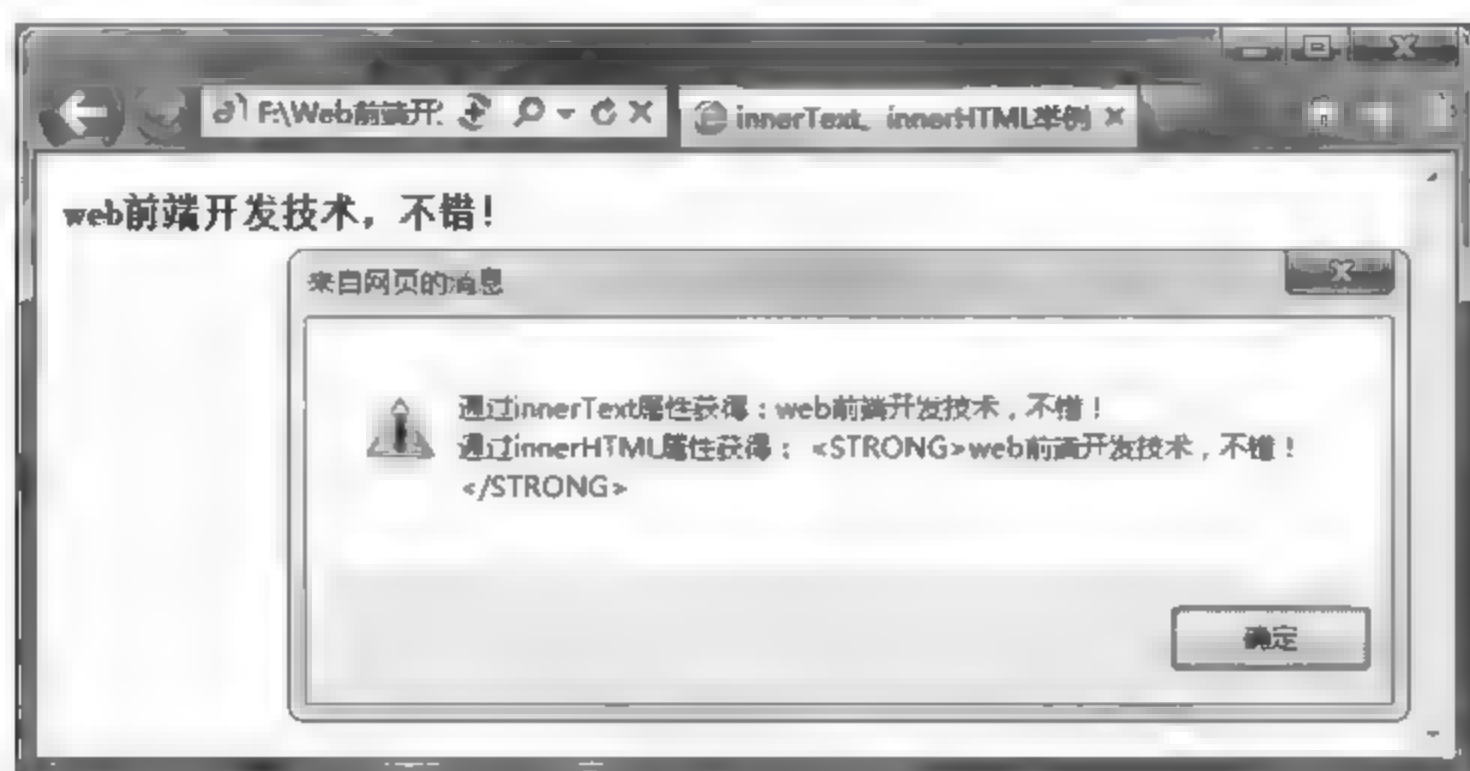 F:\Web前端开
innerText、innerHTML举例
web前端开发技术，不错！
来自网页的消息
通过innerText属性获得：web前端开发技术，不错！
通过innerHTML属性获得： <STRONG>web前端开发技术，不错！
</STRONG>
确定